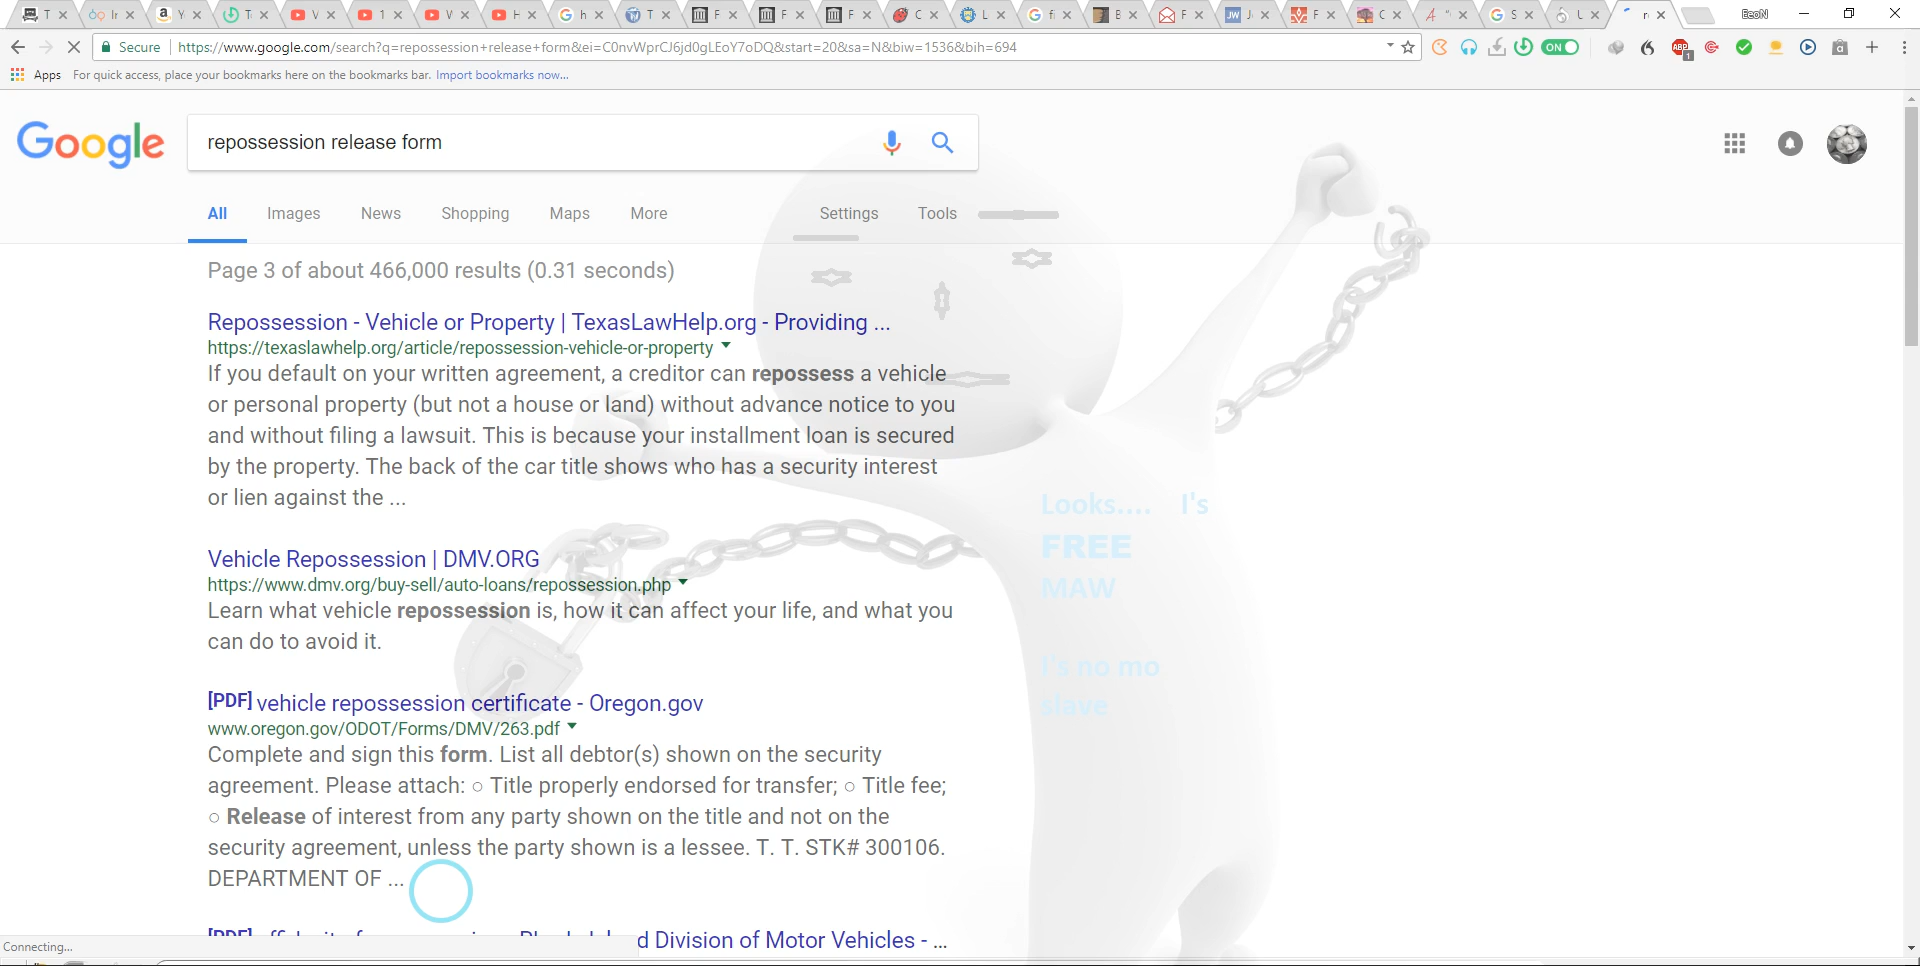 EeoN
Secure https://www.google.com/search?q=repossession+release+form&ei=C0nvWprCJ6jd0gLEoY7oDQ&start=20&sa=N&biw=1536&bih=694
ON
Apps For quick access, place your bookmarks here on the bookmarks bar. Import bookmarks now...
Google repossession release form
All Images News Shopping Maps More Settings Tools
Page 3 of about 466,000 results (0.31 seconds)
Repossession - Vehicle or Property | TexasLawHelp.org - Providing ...
https://texaslawhelp.org/article/repossession-vehicle-or-property
If you default on your written agreement, a creditor can repossess a vehicle
or personal property (but not a house or land) without advance notice to you
and without filing a lawsuit. This is because your installment loan is secured
by the property. The back of the car title shows who has a security interest
or lien against the ...
Looks.... I's
FREE
MAW
I's no mo
slave
Vehicle Repossession | DMV.ORG
https://www.dmv.org/buy-sell/auto-loans/repossession.php
Learn what vehicle repossession is, how it can affect your life, and what you
can do to avoid it.
[PDF] vehicle repossession certificate - Oregon.gov
www.oregon.gov/ODOT/Forms/DMV/263.pdf
Complete and sign this form. List all debtor(s) shown on the security
agreement. Please attach: ○ Title properly endorsed for transfer; ○ Title fee;
○ Release of interest from any party shown on the title and not on the
security agreement, unless the party shown is a lessee. T. T. STK# 300106.
DEPARTMENT OF ...
d Division of Motor Vehicles - ...
Connecting...